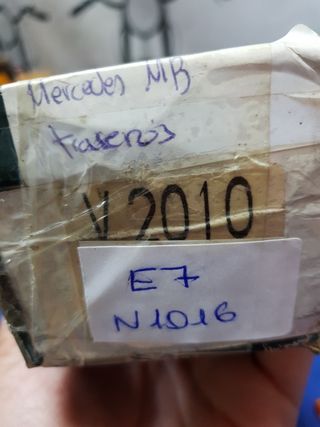 Mercedes MB
traseros
V 2010
E7
N1016